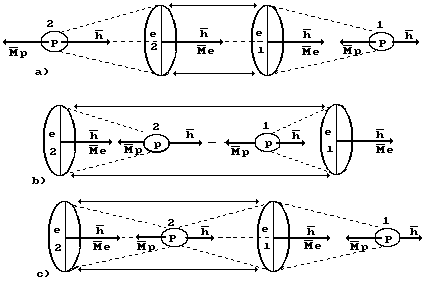 2 1
e e
P h̅ h̅ h̅ P h̅
M̅p 2 M̅e 1 M̅e M̅p
a)
2 1
e e
h̅ P h̅ - P h̅ h̅
2 M̅e M̅p M̅p 1 M̅e
b)
2 1
e e
h̅ P h̅ h̅ P h̅
2 M̅e M̅p 1 M̅e M̅p
c)